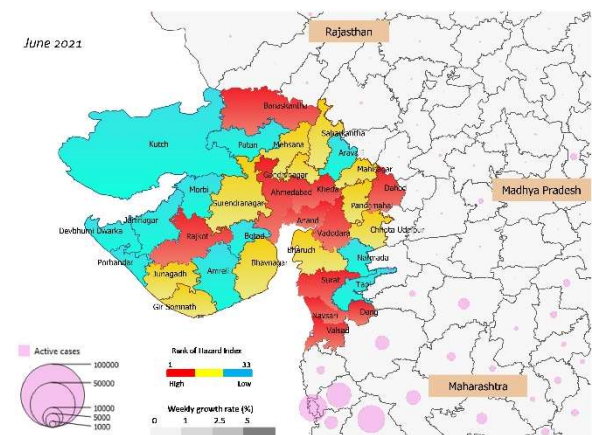 June 2021
Rajasthan
Banaskantha
Sabarkantha
Kutch
Patan
Mehsana
Arava
Mahisagar
Gandhinagar
Morbi
Ahmedabad
Kheda
Dahod
Madhya Pradesh
Surendranagar
Panchmaha
Jamnagar
Anand
Devbhumi Dwarka
Rajkot
Botad
Vadodara
Chhota Udaipur
Bharuch
Porbandar
Narmada
Junagadh
Amreli
Bhavnagar
Surat
Tapi
Gir Somnath
Navsari
Dang
Valsad
Active cases
100000
50000
10000
5000
1000
Rank of Hazard Index
1 33
High Low
Weekly growth rate (%)
0 1 2.5 5
Maharashtra